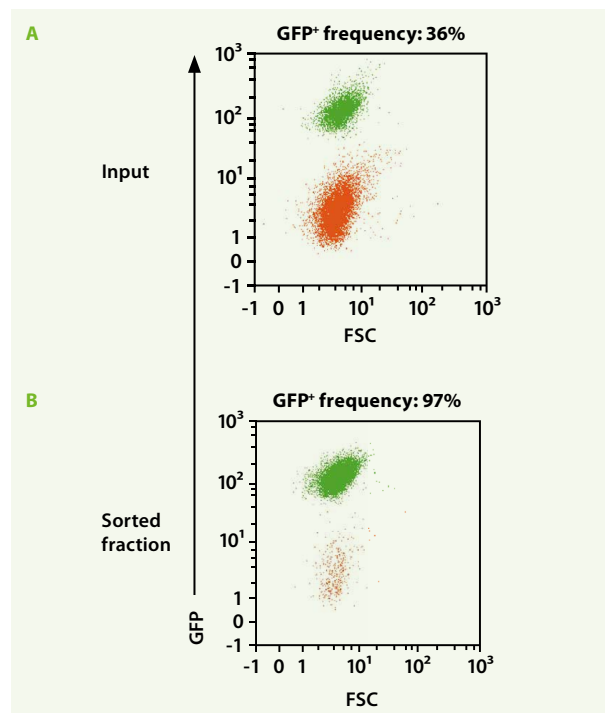 A
GFP⁺ frequency: 36%
10³
10²
10¹
1
0
-1
-1 0 1 10¹ 10² 10³
FSC
Input
B
GFP⁺ frequency: 97%
10³
10²
10¹
1
0
-1
-1 0 1 10¹ 10² 10³
FSC
Sorted
fraction
GFP